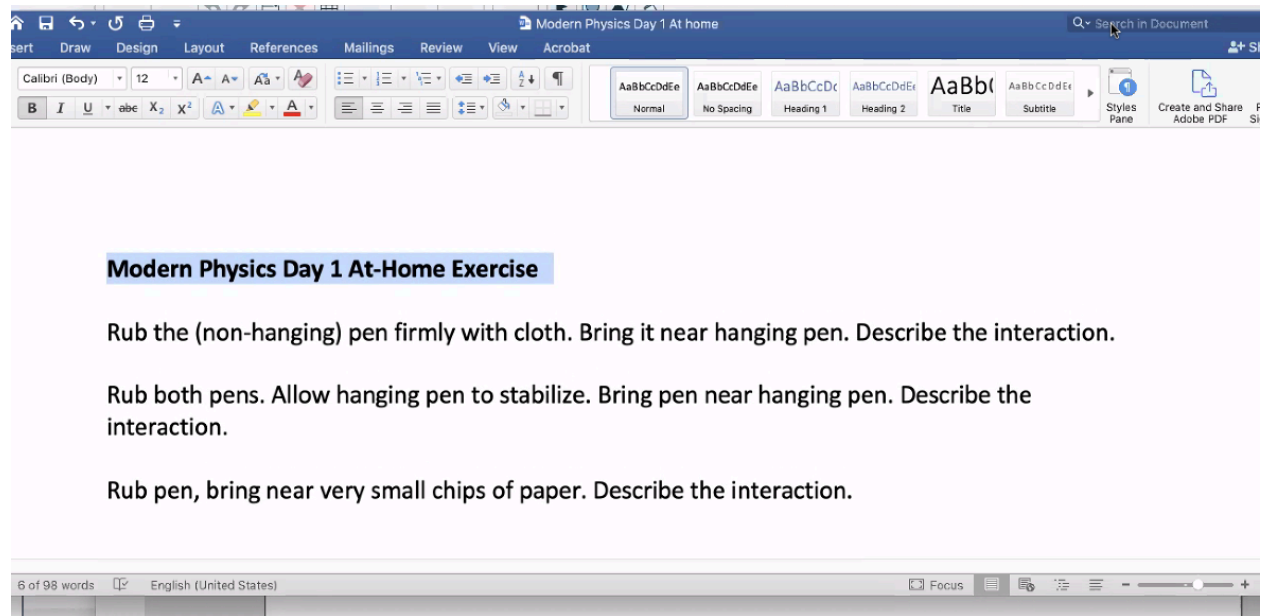 Modern Physics Day 1 At home
Search in Document
sert Draw Design Layout References Mailings Review View Acrobat
Calibri (Body) 12 A A Aa A ¶
AaBbCcDdEe AaBbCcDdEe AaBbCcDc AaBbCcDdEe AaBb( AaBbCcDdEe
B I U abc X₂ X² A A
Normal No Spacing Heading 1 Heading 2 Title Subtitle
Styles Pane
Create and Share Adobe PDF
Modern Physics Day 1 At-Home Exercise
Rub the (non-hanging) pen firmly with cloth. Bring it near hanging pen. Describe the interaction.
Rub both pens. Allow hanging pen to stabilize. Bring pen near hanging pen. Describe the
interaction.
Rub pen, bring near very small chips of paper. Describe the interaction.
6 of 98 words English (United States) Focus